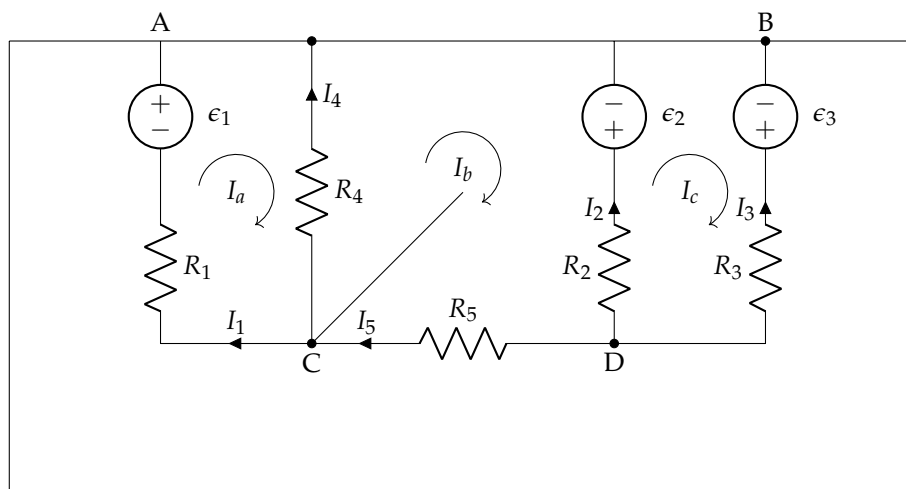 A B
+ − ϵ1
I4
− + ϵ2
− + ϵ3
Ia
R4
Ib
I2
Ic
I3
R1
R2
R3
I1
I5
R5
C
D